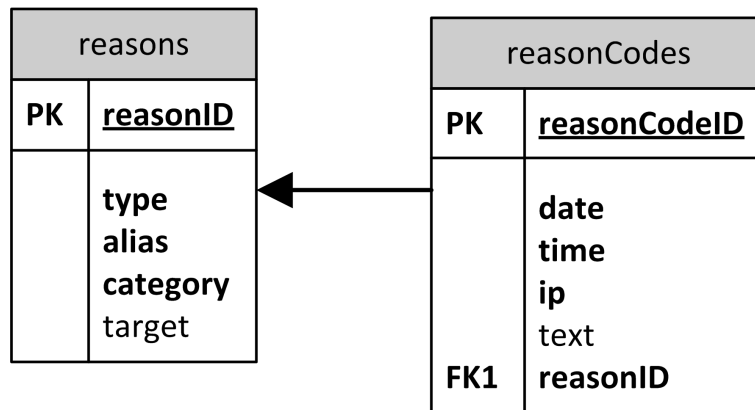 reasons
PK reasonID
type
alias
category
target
reasonCodes
PK reasonCodeID
date
time
ip
text
FK1 reasonID